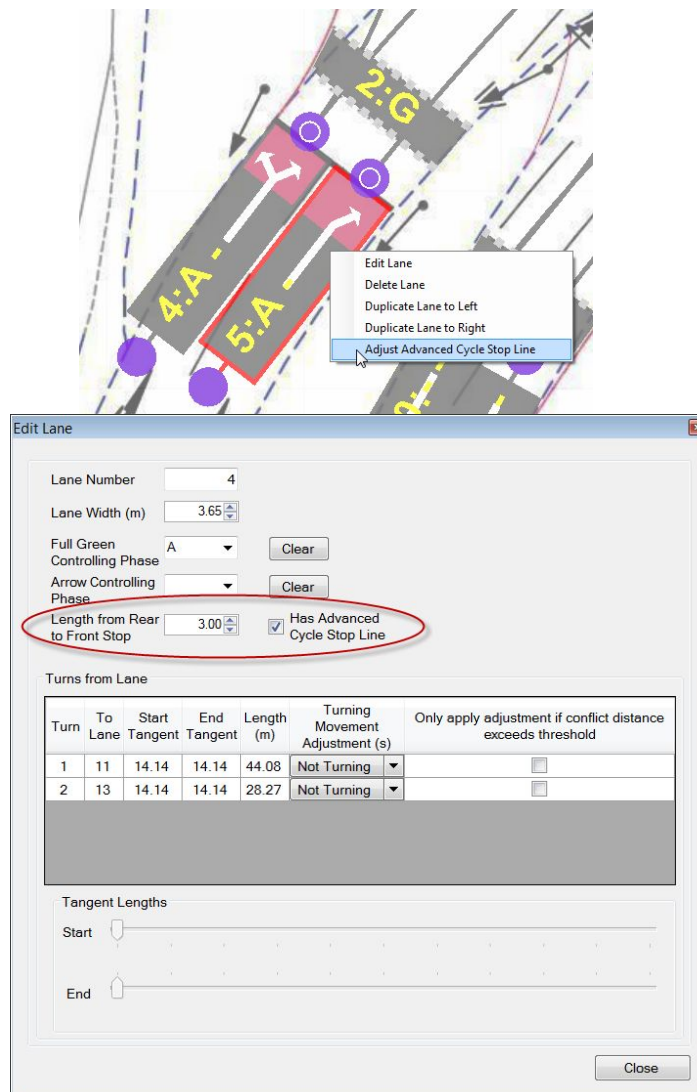 2:G
4:A -
5:A -
Edit Lane
Delete Lane
Duplicate Lane to Left
Duplicate Lane to Right
Adjust Advanced Cycle Stop Line
Edit Lane
Lane Number 4
Lane Width (m) 3.65
Full Green
Controlling Phase A Clear
Arrow Controlling
Phase Clear
Length from Rear
to Front Stop 3.00 Has Advanced
Cycle Stop Line
Turns from Lane
Turn To Lane Start Tangent End Tangent Length (m) Turning Movement Adjustment (s) Only apply adjustment if conflict distance exceeds threshold
1 11 14.14 14.14 44.08 Not Turning
2 13 14.14 14.14 28.27 Not Turning
Tangent Lengths
Start
End
Close